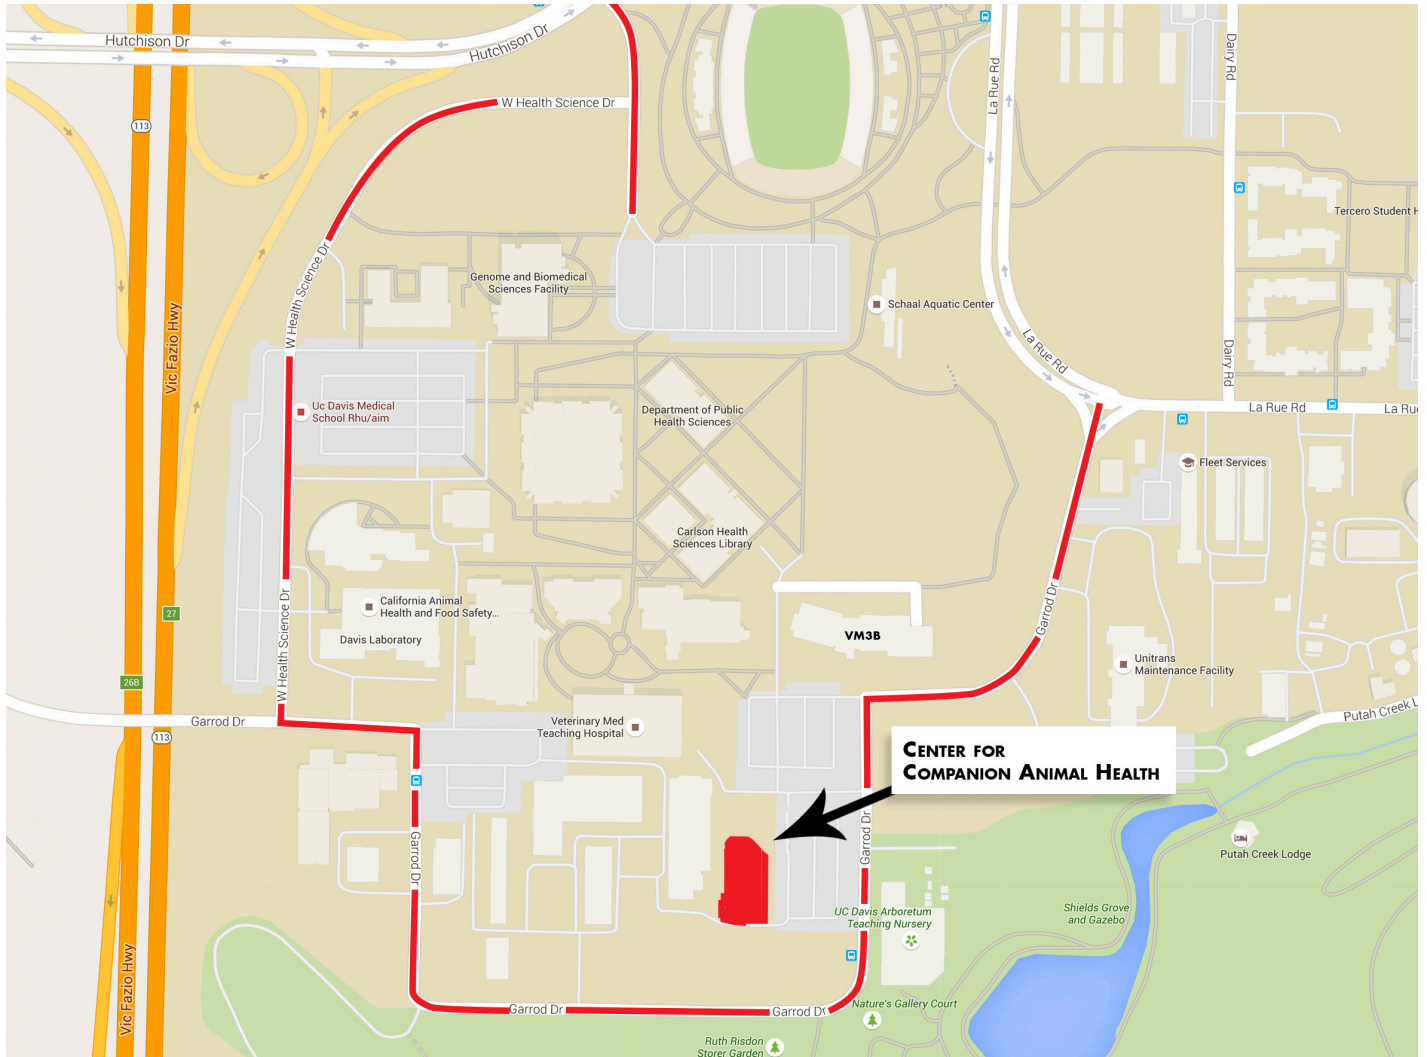 Hutchison Dr
Hutchison Dr
W Health Science Dr
La Rue Rd
Dairy Rd
113
Tercero Student H
W Health Science Dr
Genome and Biomedical
Sciences Facility
Schaal Aquatic Center
Vic Fazio Hwy
La Rue Rd
Dairy Rd
Uc Davis Medical
School Rhu/aim
Department of Public
Health Sciences
La Rue Rd
La Rue
Fleet Services
Carlson Health
Sciences Library
27
California Animal
Health and Food Safety...
Davis Laboratory
W Health Science Dr
VM3B
Garrod Dr
Unitrans
Maintenance Facility
26B
Garrod Dr
113
Veterinary Med
Teaching Hospital
Putah Creek L
Center for
Companion Animal Health
Garrod Dr
Garrod Dr
Putah Creek Lodge
UC Davis Arboretum
Teaching Nursery
Shields Grove
and Gazebo
Vic Fazio Hwy
Garrod Dr
Garrod Dr
Nature's Gallery Court
Ruth Risdon
Storer Garden